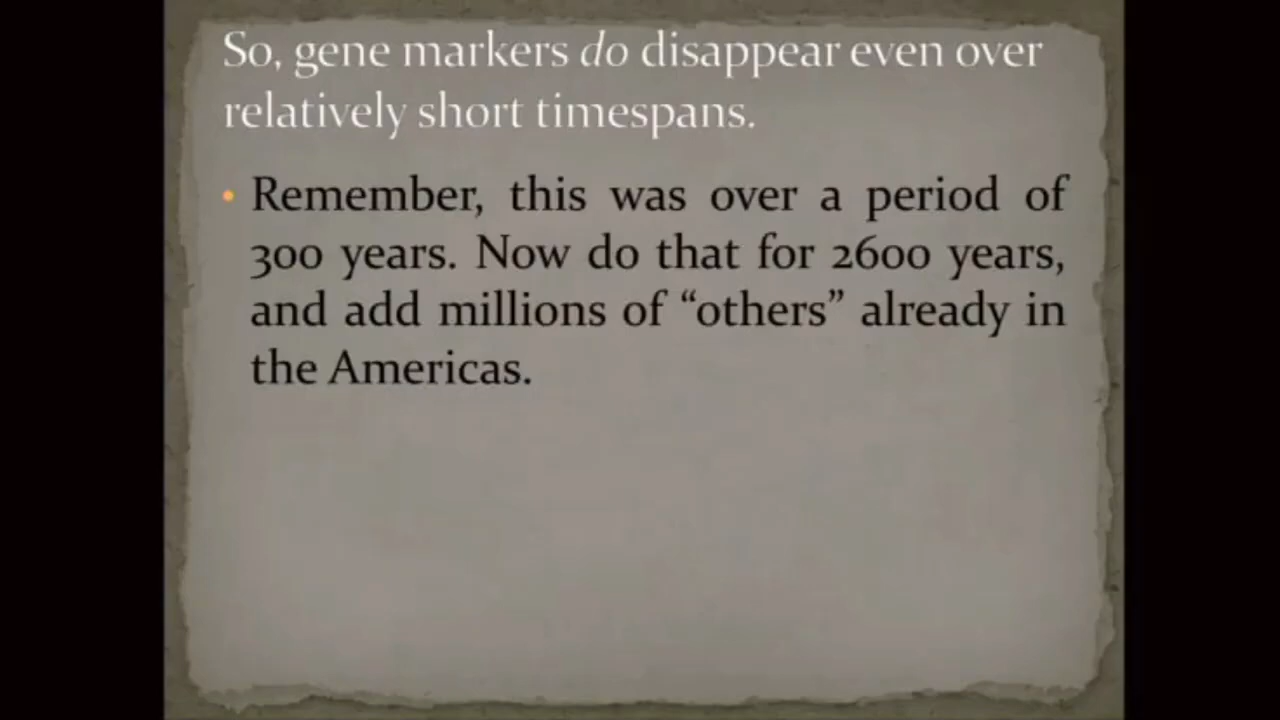 So, gene markers do disappear even over
relatively short timespans.
• Remember, this was over a period of
300 years. Now do that for 2600 years,
and add millions of “others” already in
the Americas.